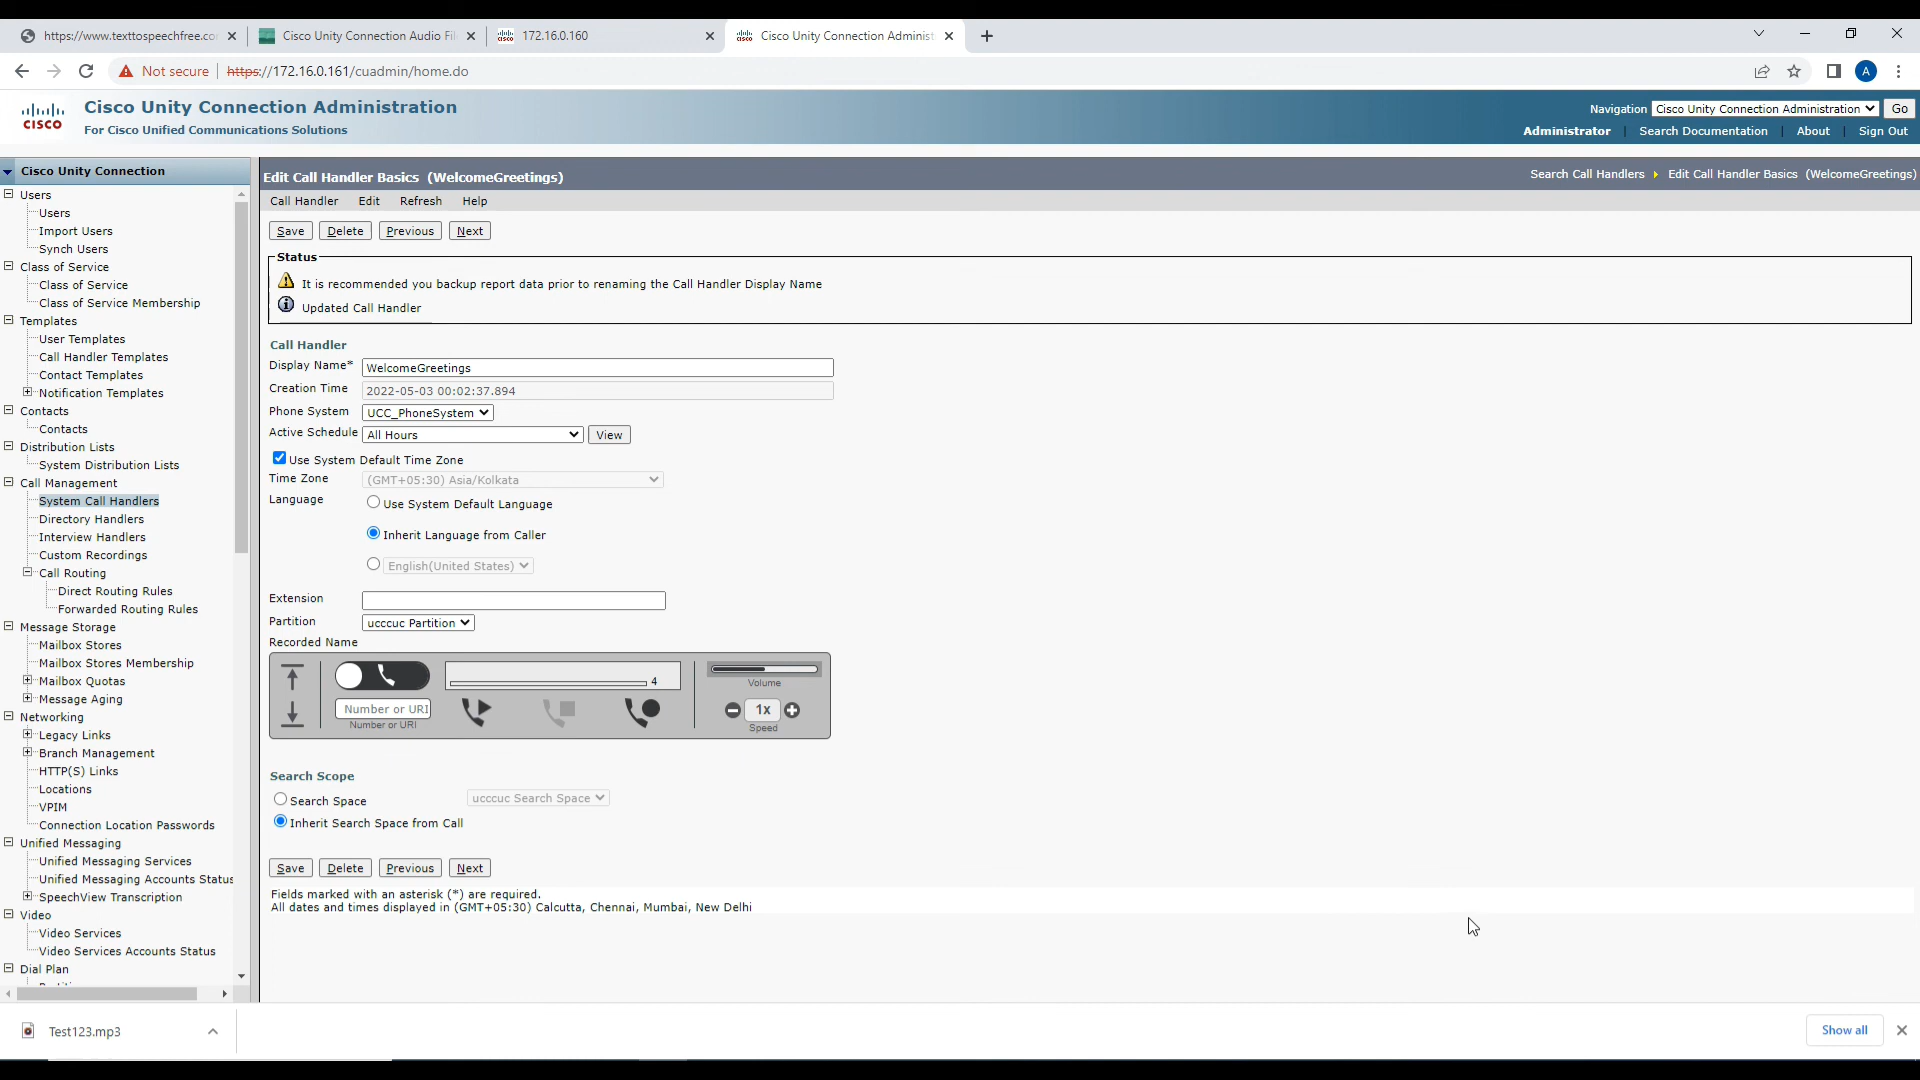 https://www.texttospeechfree.co
Cisco Unity Connection Audio Fi
172.16.0.160
Cisco Unity Connection Administ
Not secure
https://172.16.0.161/cuadmin/home.do
A
CISCO
Cisco Unity Connection Administration
For Cisco Unified Communications Solutions
Navigation
Cisco Unity Connection Administration
Go
Administrator
Search Documentation
About
Sign Out
Cisco Unity Connection
Users
Users
Import Users
Synch Users
Class of Service
Class of Service
Class of Service Membership
Templates
User Templates
Call Handler Templates
Contact Templates
Notification Templates
Contacts
Contacts
Distribution Lists
System Distribution Lists
Call Management
System Call Handlers
Directory Handlers
Interview Handlers
Custom Recordings
Call Routing
Direct Routing Rules
Forwarded Routing Rules
Message Storage
Mailbox Stores
Mailbox Stores Membership
Mailbox Quotas
Message Aging
Networking
Legacy Links
Branch Management
HTTP(S) Links
Locations
VPIM
Connection Location Passwords
Unified Messaging
Unified Messaging Services
Unified Messaging Accounts Status
SpeechView Transcription
Video
Video Services
Video Services Accounts Status
Dial Plan
Edit Call Handler Basics (WelcomeGreetings)
Search Call Handlers
Edit Call Handler Basics (WelcomeGreetings)
Call Handler Edit Refresh Help
Save Delete Previous Next
Status
It is recommended you backup report data prior to renaming the Call Handler Display Name
Updated Call Handler
Call Handler
Display Name* WelcomeGreetings
Creation Time 2022-05-03 00:02:37.894
Phone System UCC_PhoneSystem
Active Schedule All Hours View
Use System Default Time Zone
Time Zone (GMT+05:30) Asia/Kolkata
Language Use System Default Language
Inherit Language from Caller
English(United States)
Extension
Partition ucccuc Partition
Recorded Name
4
Volume
Number or URI
Number or URI
1x
Speed
Search Scope
Search Space ucccuc Search Space
Inherit Search Space from Call
Save Delete Previous Next
Fields marked with an asterisk (*) are required.
All dates and times displayed in (GMT+05:30) Calcutta, Chennai, Mumbai, New Delhi
Test123.mp3
Show all